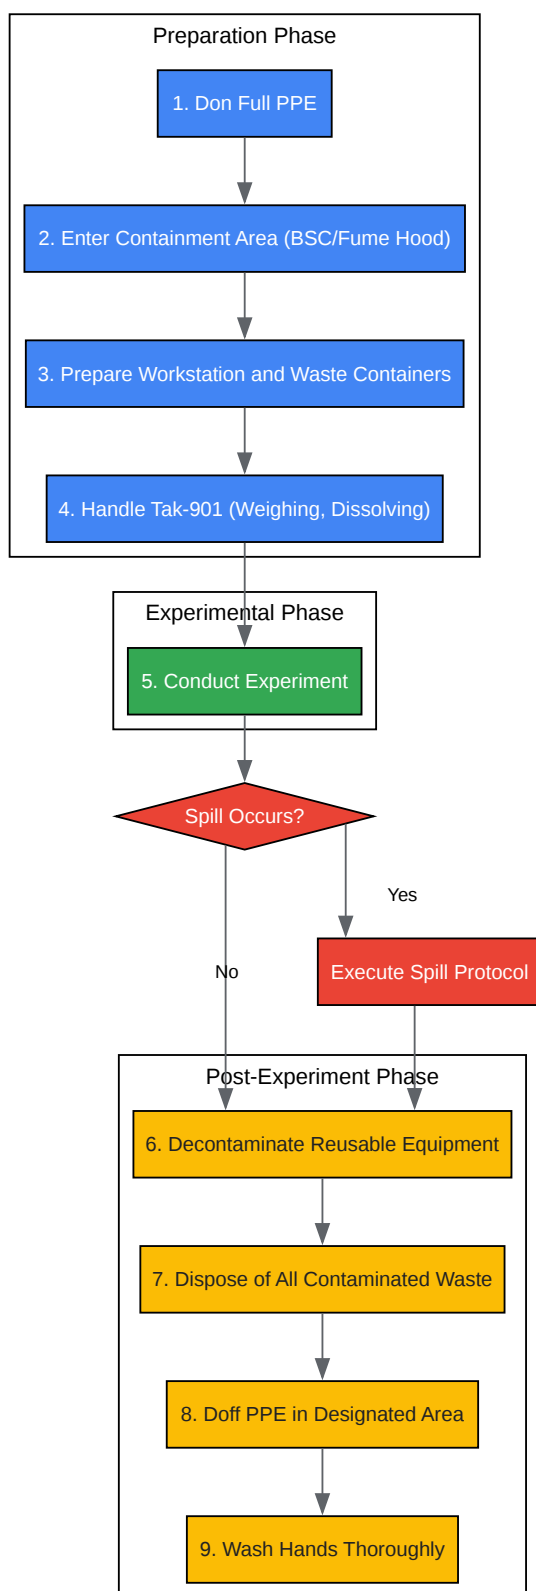 Preparation Phase
1. Don Full PPE
2. Enter Containment Area (BSC/Fume Hood)
3. Prepare Workstation and Waste Containers
4. Handle Tak-901 (Weighing, Dissolving)
Experimental Phase
5. Conduct Experiment
Spill Occurs?
Yes
Execute Spill Protocol
No
Post-Experiment Phase
6. Decontaminate Reusable Equipment
7. Dispose of All Contaminated Waste
8. Doff PPE in Designated Area
9. Wash Hands Thoroughly